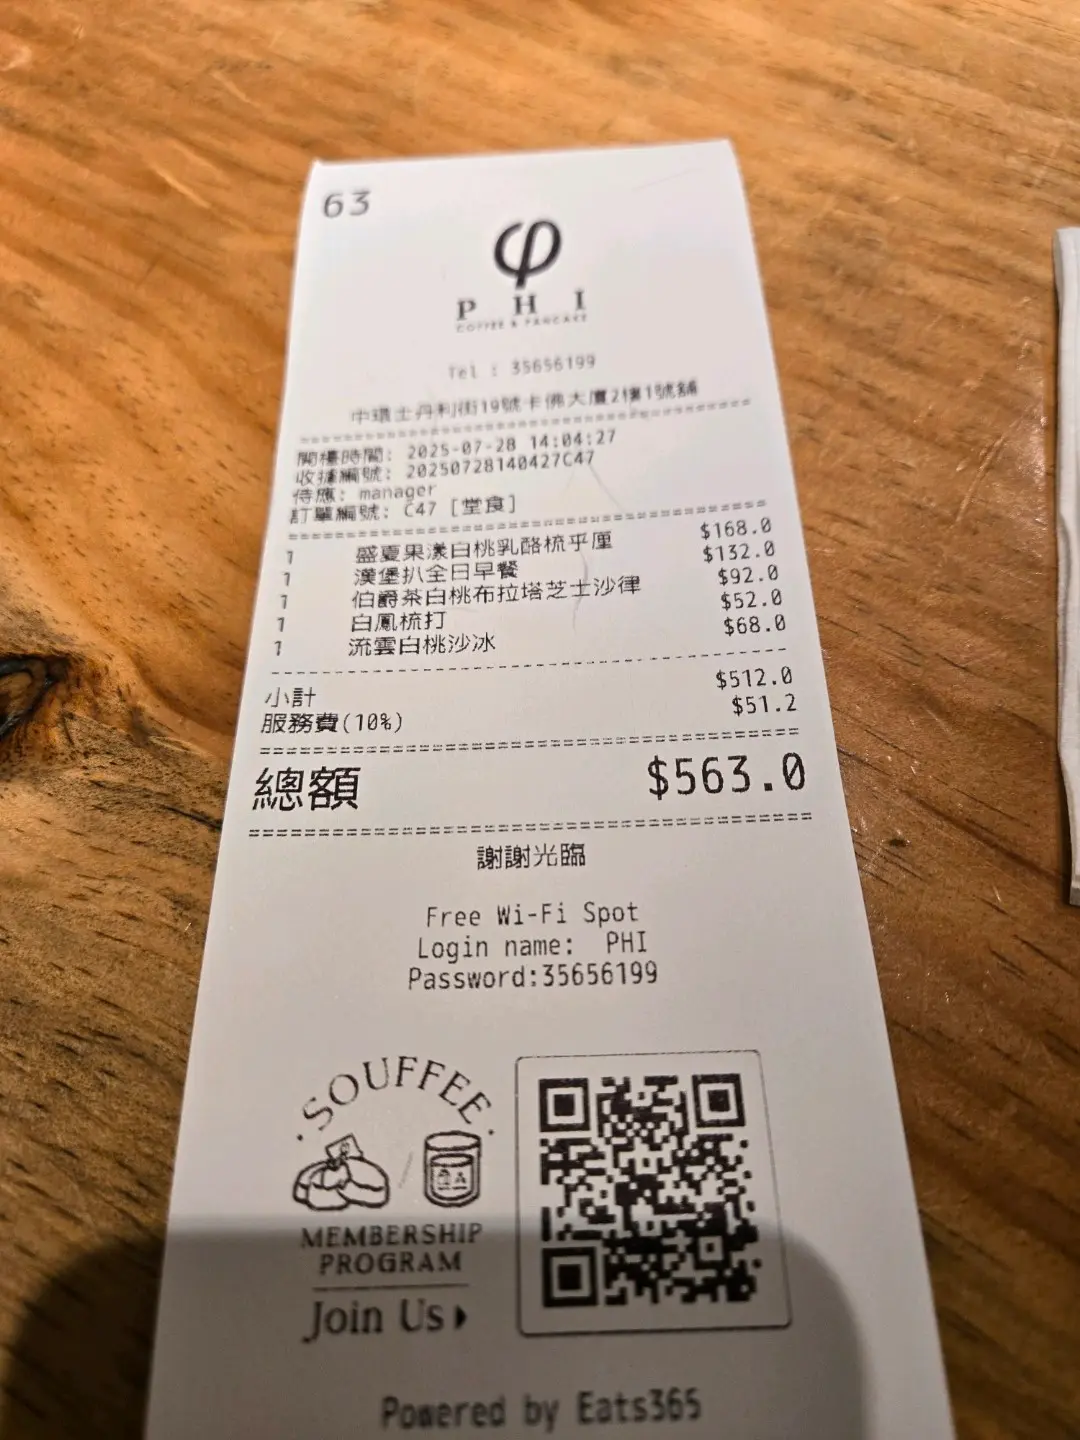 63
φ
PHI
COFFEE & PANCAKE
Tel : 35656199
中環士丹利街19號卡佛大廈2樓1號舖
開檯時間: 2025-07-28 14:04:27
收據編號: 20250728140427C47
侍應: manager
訂單編號: C47 [堂食]
1 盛夏果漾白桃乳酪梳乎厘 $168.0
1 漢堡扒全日早餐 $132.0
1 伯爵茶白桃布拉塔芝士沙律 $92.0
1 白鳳梳打 $52.0
1 流雲白桃沙冰 $68.0
小計 $512.0
服務費(10%) $51.2
總額 $563.0
謝謝光臨
Free Wi-Fi Spot
Login name: PHI
Password:35656199
SOUFFEE
MEMBERSHIP
PROGRAM
Join Us
Powered by Eats365